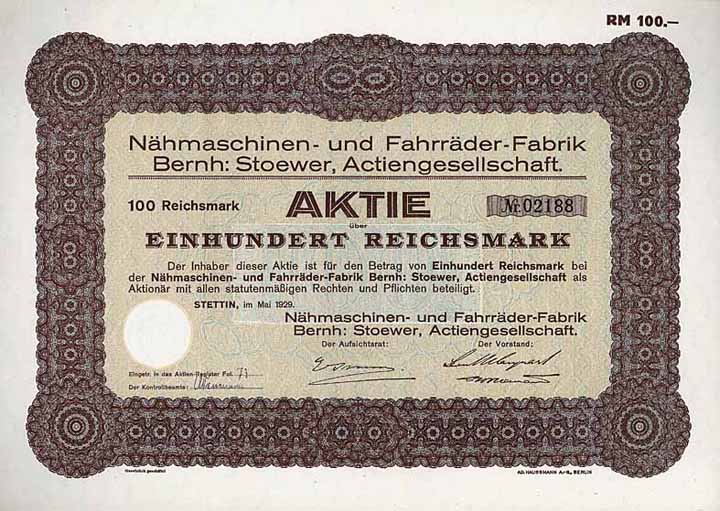 RM 100.—
Nähmaschinen- und Fahrräder-Fabrik
Bernh: Stoewer, Actiengesellschaft.
100 Reichsmark AKTIE № 02188
über
EINHUNDERT REICHSMARK
Der Inhaber dieser Aktie ist für den Betrag von Einhundert Reichsmark bei
der Nähmaschinen- und Fahrräder-Fabrik Bernh: Stoewer, Actiengesellschaft als
Aktionär mit allen statutenmäßigen Rechten und Pflichten beteiligt.
STETTIN, im Mai 1929.
Nähmaschinen- und Fahrräder-Fabrik
Bernh: Stoewer, Actiengesellschaft.
Der Aufsichtsrat: Der Vorstand:
Eingetr. in das Aktien-Register Fol. 71
Der Kontrollbeamte:
Gesetzlich geschützt AD. HAUSSMANN A.-G., BERLIN